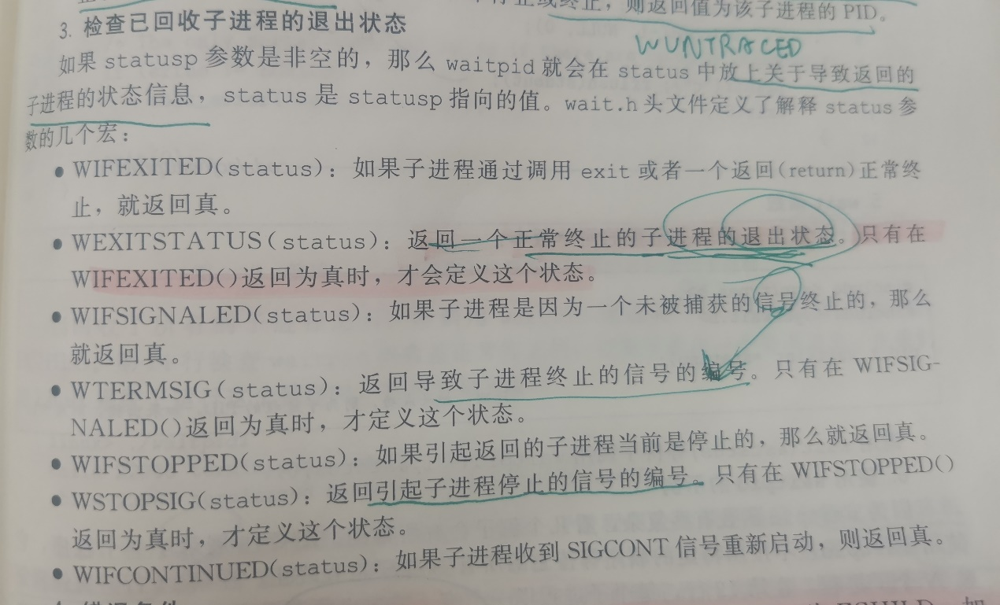 止或终止，则返回值为该子进程的 PID。
WUNTRACED
3. 检查已回收子进程的退出状态
如果 statusp 参数是非空的，那么 waitpid 就会在 status 中放上关于导致返回的
子进程的状态信息，status 是 statusp 指向的值。wait.h 头文件定义了解释 status 参
数的几个宏：
● WIFEXITED(status)：如果子进程通过调用 exit 或者一个返回(return)正常终
止，就返回真。
● WEXITSTATUS(status)：返回一个正常终止的子进程的退出状态。只有在
WIFEXITED()返回为真时，才会定义这个状态。
● WIFSIGNALED(status)：如果子进程是因为一个未被捕获的信号终止的，那么
就返回真。
● WTERMSIG(status)：返回导致子进程终止的信号的编号。只有在 WIFSIG-
NALED()返回为真时，才定义这个状态。
● WIFSTOPPED(status)：如果引起返回的子进程当前是停止的，那么就返回真。
● WSTOPSIG(status)：返回引起子进程停止的信号的编号。只有在 WIFSTOPPED()
返回为真时，才定义这个状态。
● WIFCONTINUED(status)：如果子进程收到 SIGCONT 信号重新启动，则返回真。